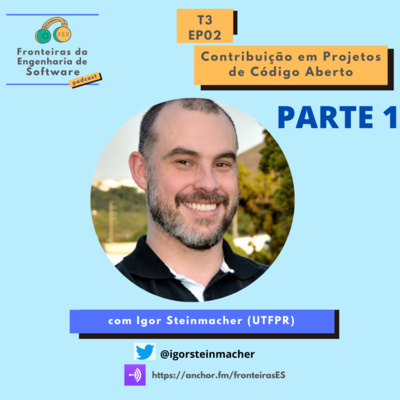 Fronteiras da
Engenharia de
Software
podcast
T3
EP02
Contribuição em Projetos
de Código Aberto
PARTE 1
com Igor Steinmacher (UTFPR)
@igorsteinmacher
https://anchor.fm/fronteirasES